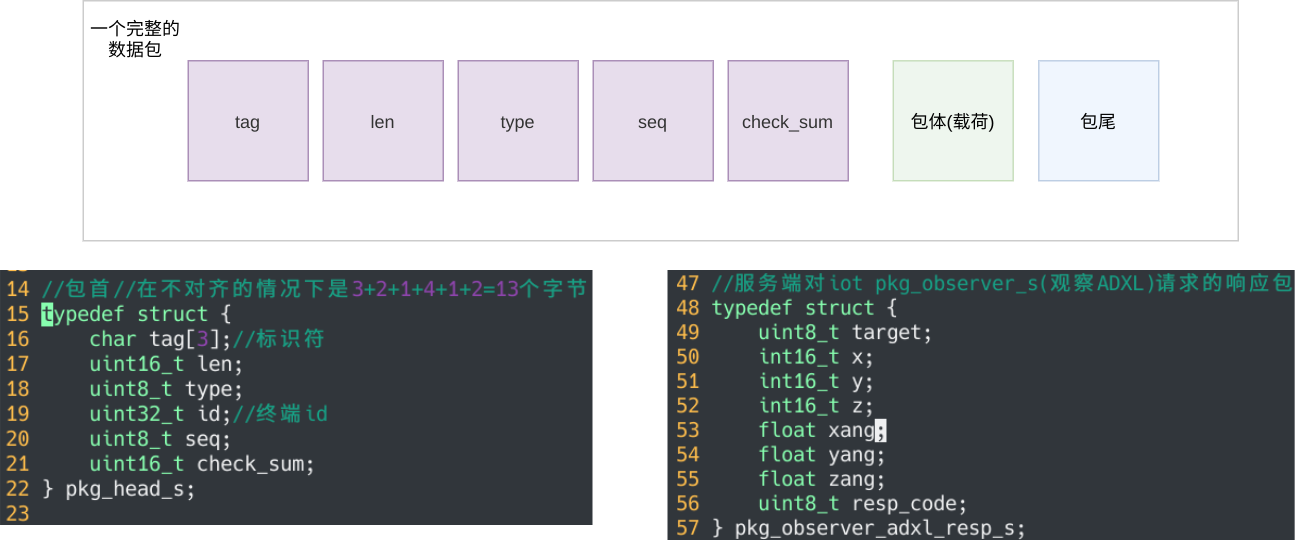 一个完整的
数据包
tag
len
type
seq
check_sum
包体(载荷)
包尾
14 //包首//在不对齐的情况下是3+2+1+4+1+2=13个字节
15 typedef struct {
16 char tag[3];//标识符
17 uint16_t len;
18 uint8_t type;
19 uint32_t id;//终端id
20 uint8_t seq;
21 uint16_t check_sum;
22 } pkg_head_s;
23
47 //服务端对iot pkg_observer_s(观察ADXL)请求的响应包
48 typedef struct {
49 uint8_t target;
50 int16_t x;
51 int16_t y;
52 int16_t z;
53 float xang;
54 float yang;
55 float zang;
56 uint8_t resp_code;
57 } pkg_observer_adxl_resp_s;